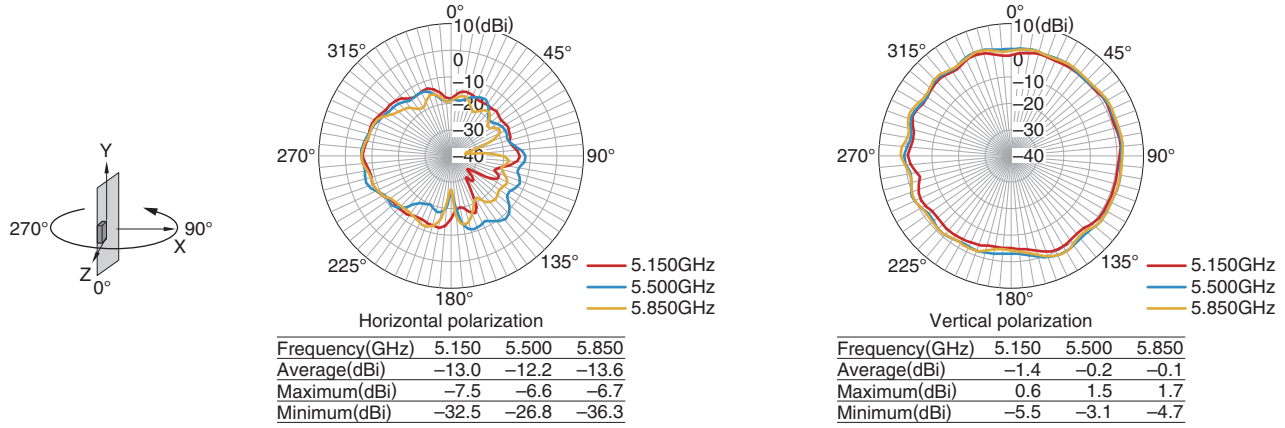 Y
270°
90°
X
Z
0°
0°
10(dBi)
315°
45°
0
–10
–20
–30
270°
–40
90°
225°
135°
180°
5.150GHz
5.500GHz
5.850GHz
Horizontal polarization
Frequency(GHz) 5.150 5.500 5.850
Average(dBi) –13.0 –12.2 –13.6
Maximum(dBi) –7.5 –6.6 –6.7
Minimum(dBi) –32.5 –26.8 –36.3
0°
10(dBi)
315°
45°
0
–10
–20
–30
270°
–40
90°
225°
135°
180°
5.150GHz
5.500GHz
5.850GHz
Vertical polarization
Frequency(GHz) 5.150 5.500 5.850
Average(dBi) –1.4 –0.2 –0.1
Maximum(dBi) 0.6 1.5 1.7
Minimum(dBi) –5.5 –3.1 –4.7